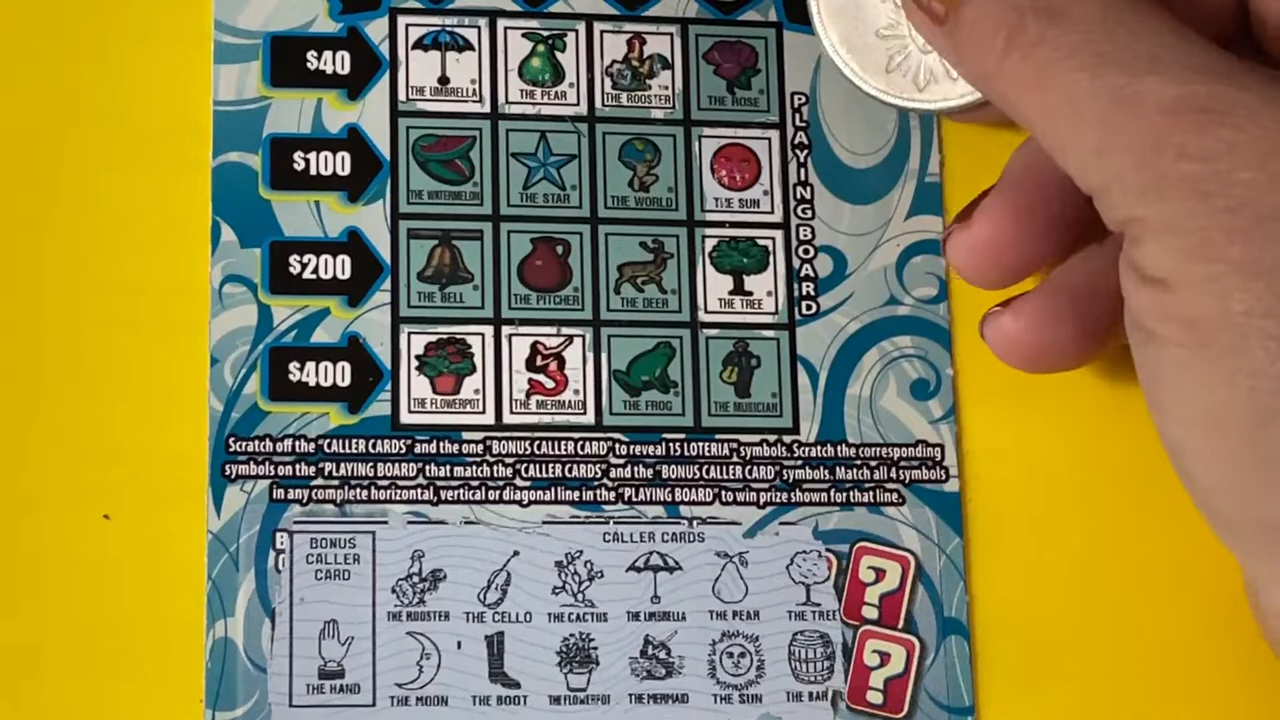 $40
THE UMBRELLA
THE PEAR
THE ROOSTER
THE ROSE
$100
THE WATERMELON
THE STAR
THE WORLD
THE SUN
$200
THE BELL
THE PITCHER
THE DEER
THE TREE
$400
THE FLOWERPOT
THE MERMAID
THE FROG
THE MUSICIAN
PLAYING BOARD
Scratch off the "CALLER CARDS" and the one "BONUS CALLER CARD" to reveal 15 LOTERIA™ symbols. Scratch the corresponding
symbols on the "PLAYING BOARD" that match the "CALLER CARDS" and the "BONUS CALLER CARD" symbols. Match all 4 symbols
in any complete horizontal, vertical or diagonal line in the "PLAYING BOARD" to win prize shown for that line.
BONUS
CALLER
CARD
THE HAND
CALLER CARDS
THE ROOSTER
THE CELLO
THE CACTUS
THE UMBRELLA
THE PEAR
THE TREE
?
THE MOON
THE BOOT
THE FLOWERPOT
THE MERMAID
THE SUN
THE BAR
?